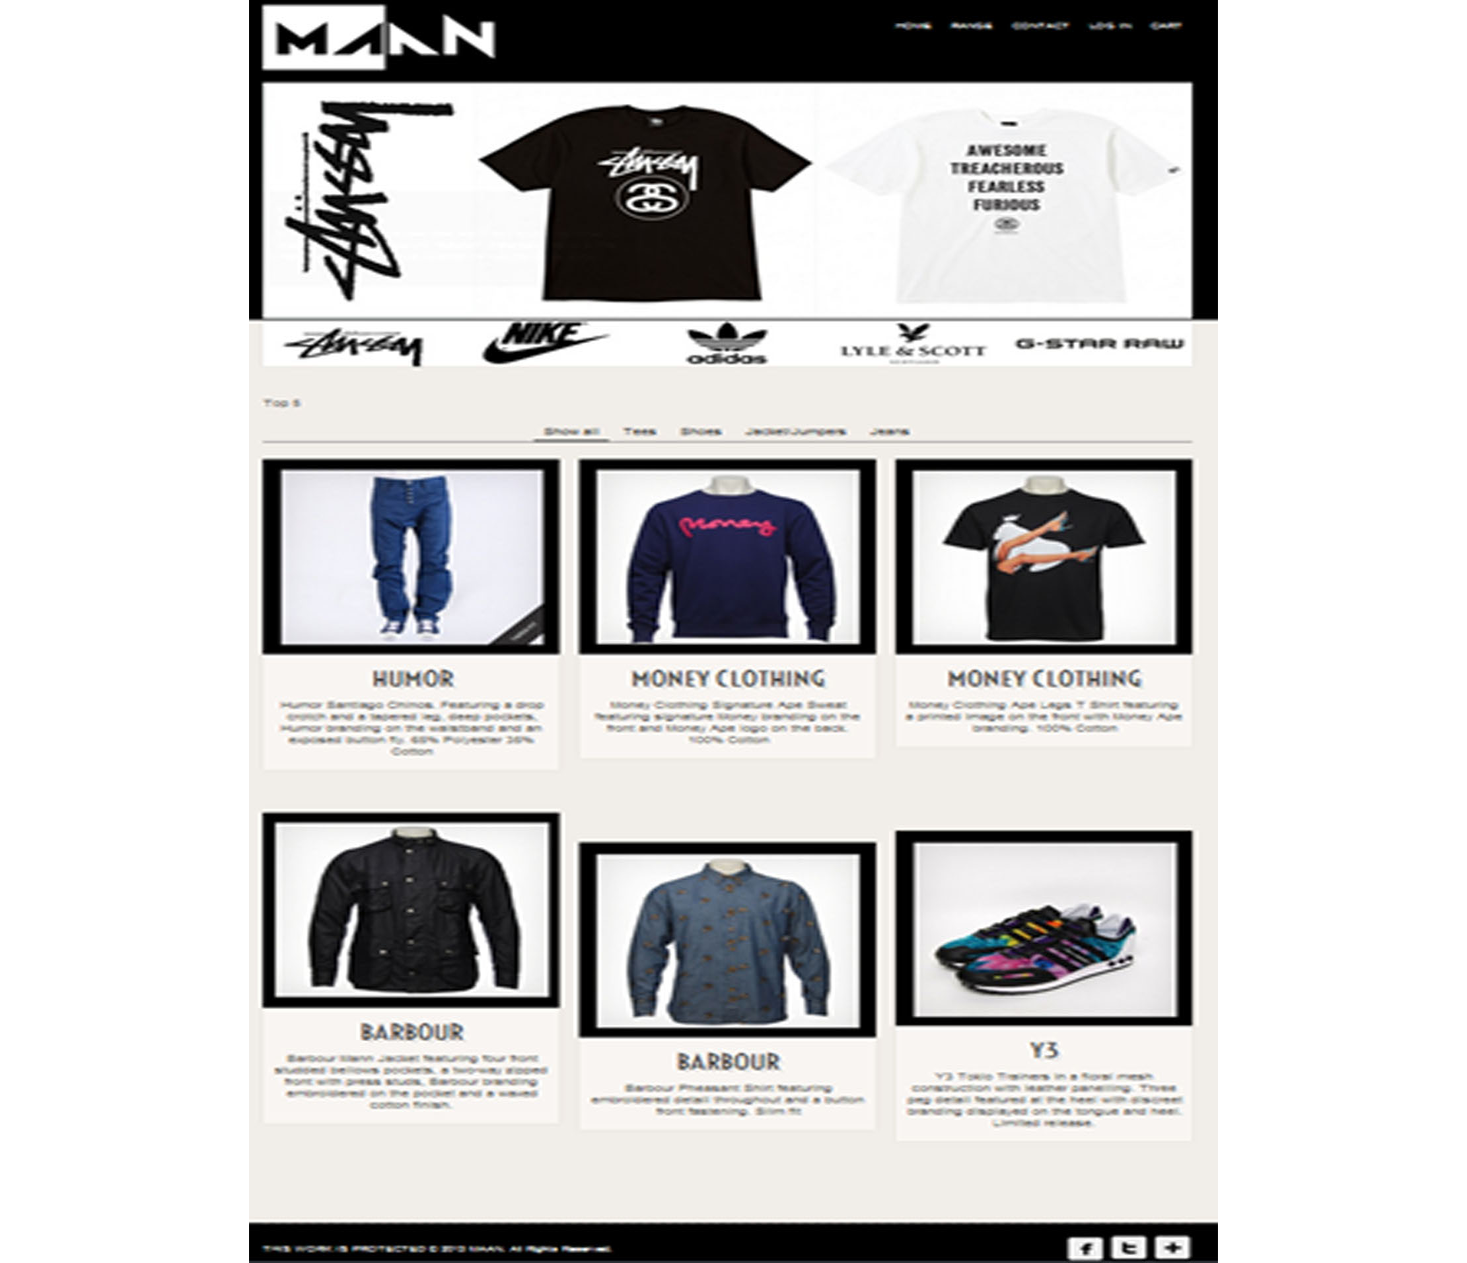 MAAN
HOME RANGE CONTACT LOG IN CART
Stüssy
Stüssy
AWESOME
TREACHEROUS
FEARLESS
FURIOUS
Stüssy NIKE adidas LYLE & SCOTT G-STAR RAW
Top 5
Show all Tees Shoes Jacket/Jumpers Jeans
Money
HUMOR
Humor Santiago Chinos. Featuring a drop
crotch and a tapered leg, deep pockets,
Humor branding on the waistband and an
exposed button fly. 65% Polyester 35%
Cotton
MONEY CLOTHING
Money Clothing Signature Ape Sweat
featuring signature Money branding on the
front and Money Ape logo on the back.
100% Cotton
MONEY CLOTHING
Money Clothing Ape Legs T Shirt featuring
a printed image on the front with Money Ape
branding. 100% Cotton
BARBOUR
Barbour Mann Jacket featuring four front
studded bellows pockets, a two-way zipped
front with press studs, Barbour branding
embroidered on the pocket and a waxed
cotton finish.
BARBOUR
Barbour Pheasant Shirt featuring
embroidered detail throughout and a button
front fastening. Slim fit
Y3
Y3 Tokio Trainers in a floral mesh
construction with leather panelling. Three
peg detail featured at the heel with discreet
branding displayed on the tongue and heel.
Limited release.
THIS WORK IS PROTECTED © 2013 MAAN. All Rights Reserved.